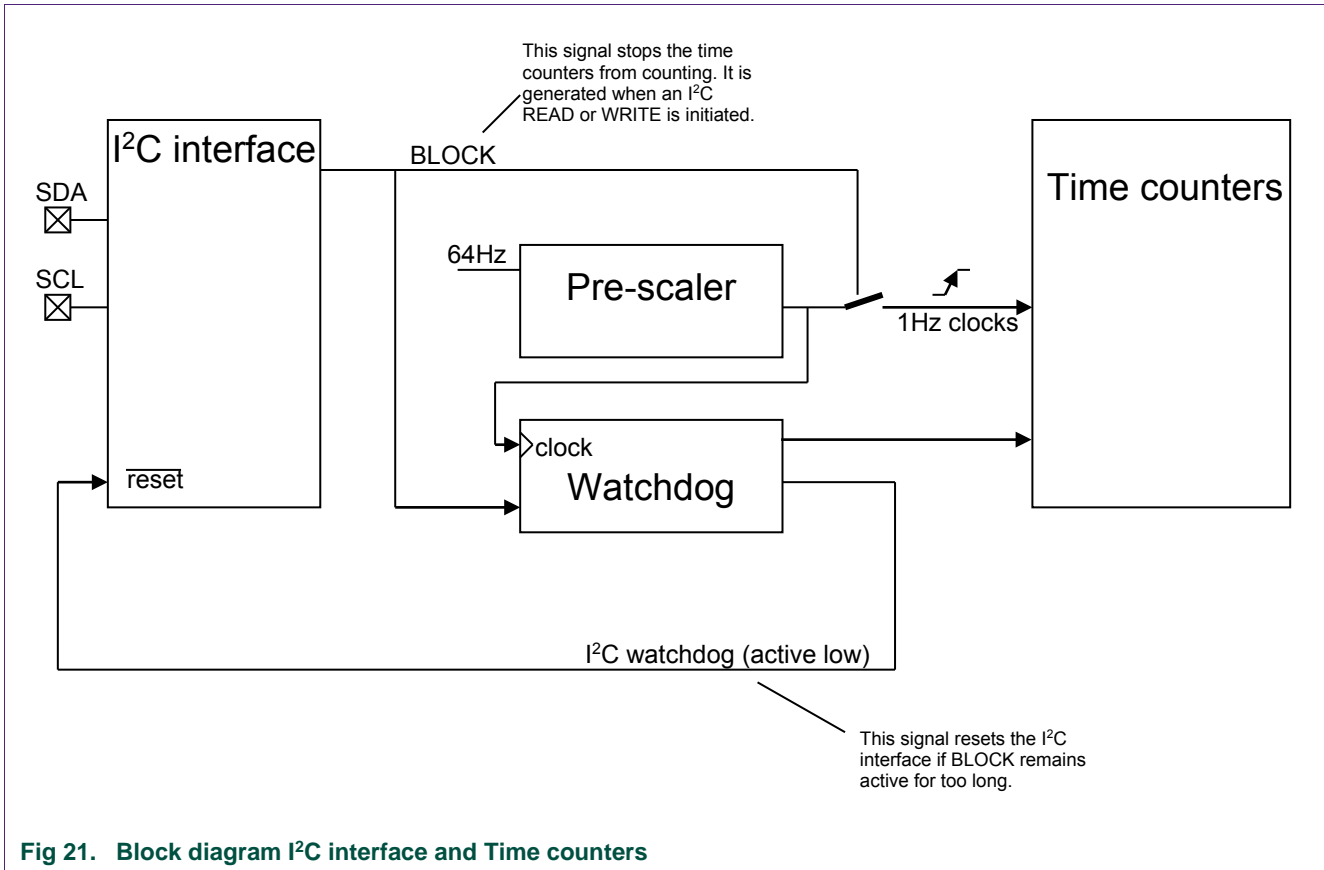 This signal stops the time
counters from counting. It is
generated when an I²C
READ or WRITE is initiated.
I²C interface
BLOCK
Time counters
SDA
64Hz
Pre-scaler
SCL
1Hz clocks
clock
Watchdog
reset
I²C watchdog (active low)
This signal resets the I²C
interface if BLOCK remains
active for too long.
Fig 21. Block diagram I²C interface and Time counters